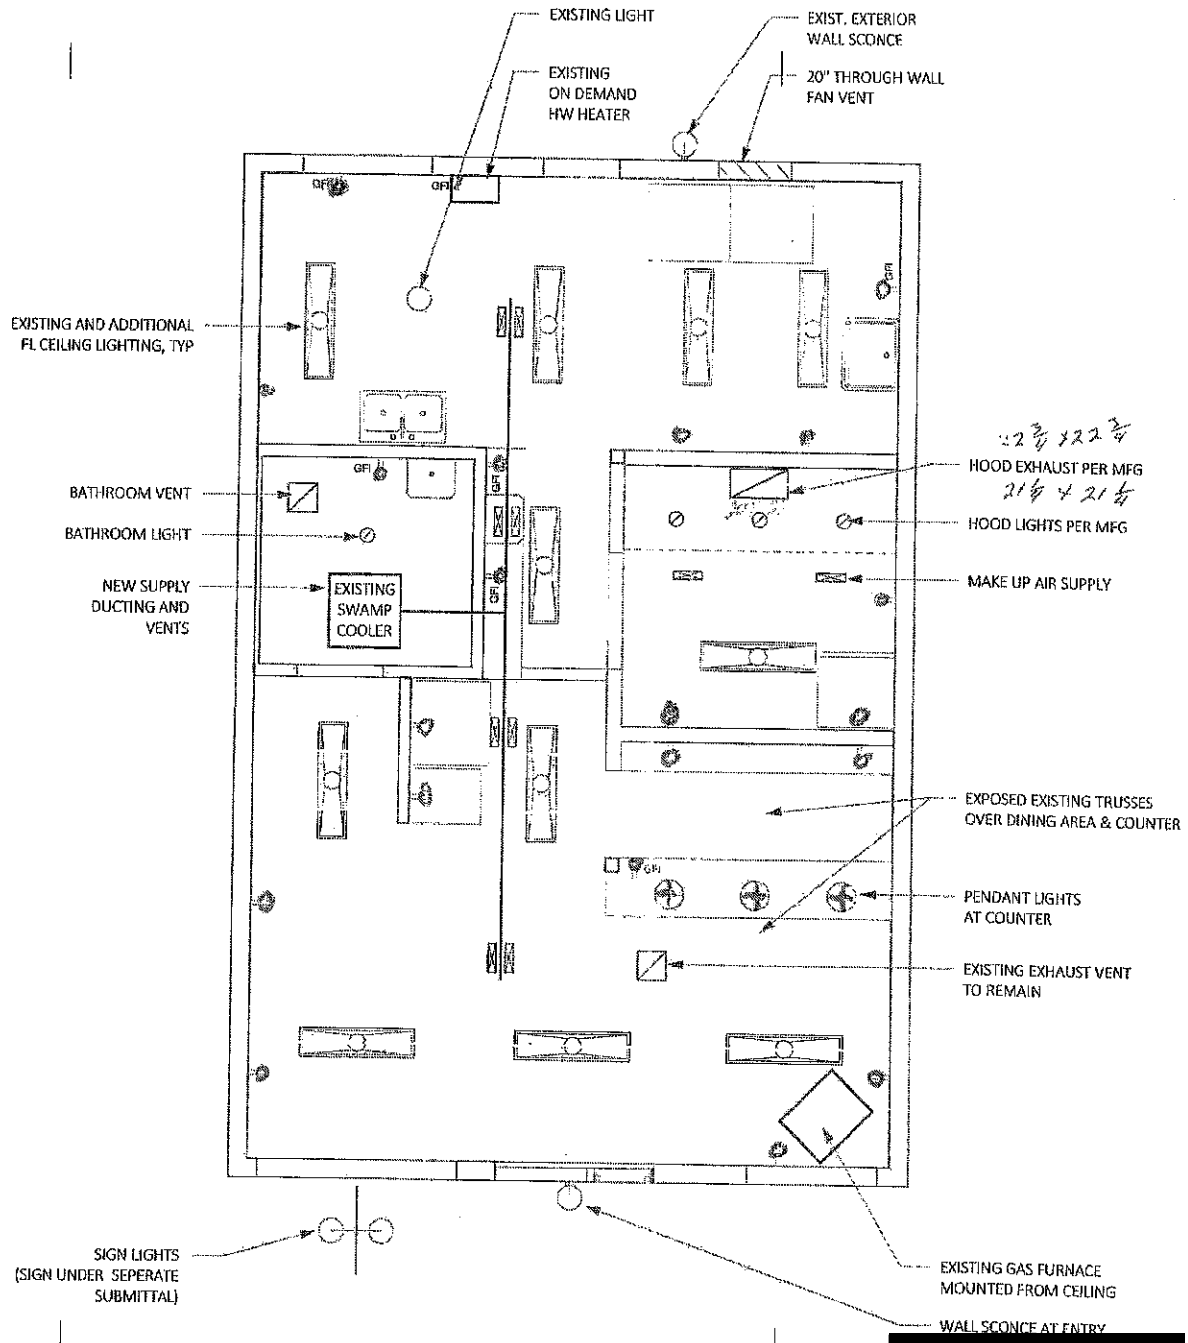 EXISTING LIGHT
EXISTING
ON DEMAND
HW HEATER
EXIST. EXTERIOR
WALL SCONCE
20" THROUGH WALL
FAN VENT
GFI
GFI
GFI
EXISTING AND ADDITIONAL
FL CEILING LIGHTING, TYP
22 3/4 x 22 3/4
HOOD EXHAUST PER MFG
21 1/4 x 21 1/4
HOOD LIGHTS PER MFG
MAKE UP AIR SUPPLY
GFI
GFI
GFI
BATHROOM VENT
BATHROOM LIGHT
NEW SUPPLY
DUCTING AND
VENTS
EXISTING
SWAMP
COOLER
EXPOSED EXISTING TRUSSES
OVER DINING AREA & COUNTER
GFI
PENDANT LIGHTS
AT COUNTER
EXISTING EXHAUST VENT
TO REMAIN
SIGN LIGHTS
(SIGN UNDER SEPERATE
SUBMITTAL)
EXISTING GAS FURNACE
MOUNTED FROM CEILING
WALL SCONCE AT ENTRY